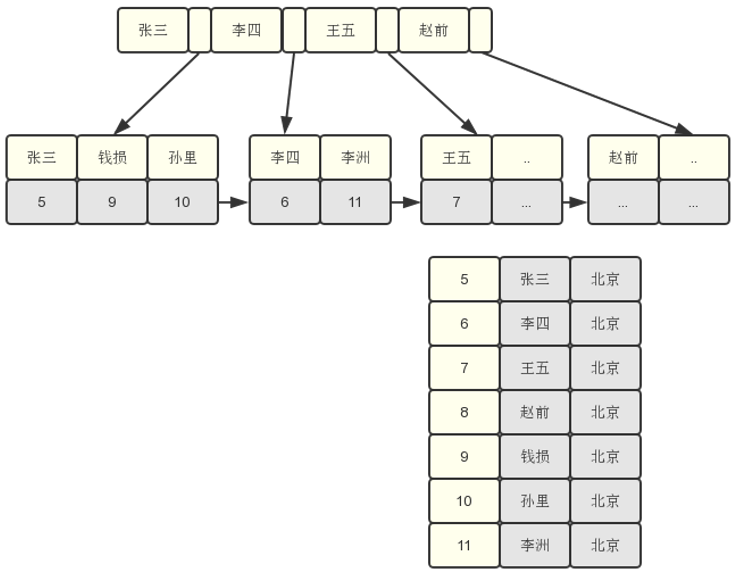 张三 李四 王五 赵前
张三 钱损 孙里 李四 李洲 王五 .. 赵前 ..
5 9 10 6 11 7 ... ... ...
5 张三 北京
6 李四 北京
7 王五 北京
8 赵前 北京
9 钱损 北京
10 孙里 北京
11 李洲 北京